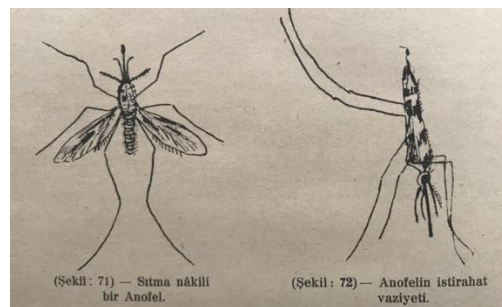 (Şekil : 71) — Sıtma nâkili
bir Anofel.
(Şekil : 72) — Anofelin istirahat
vaziyeti.